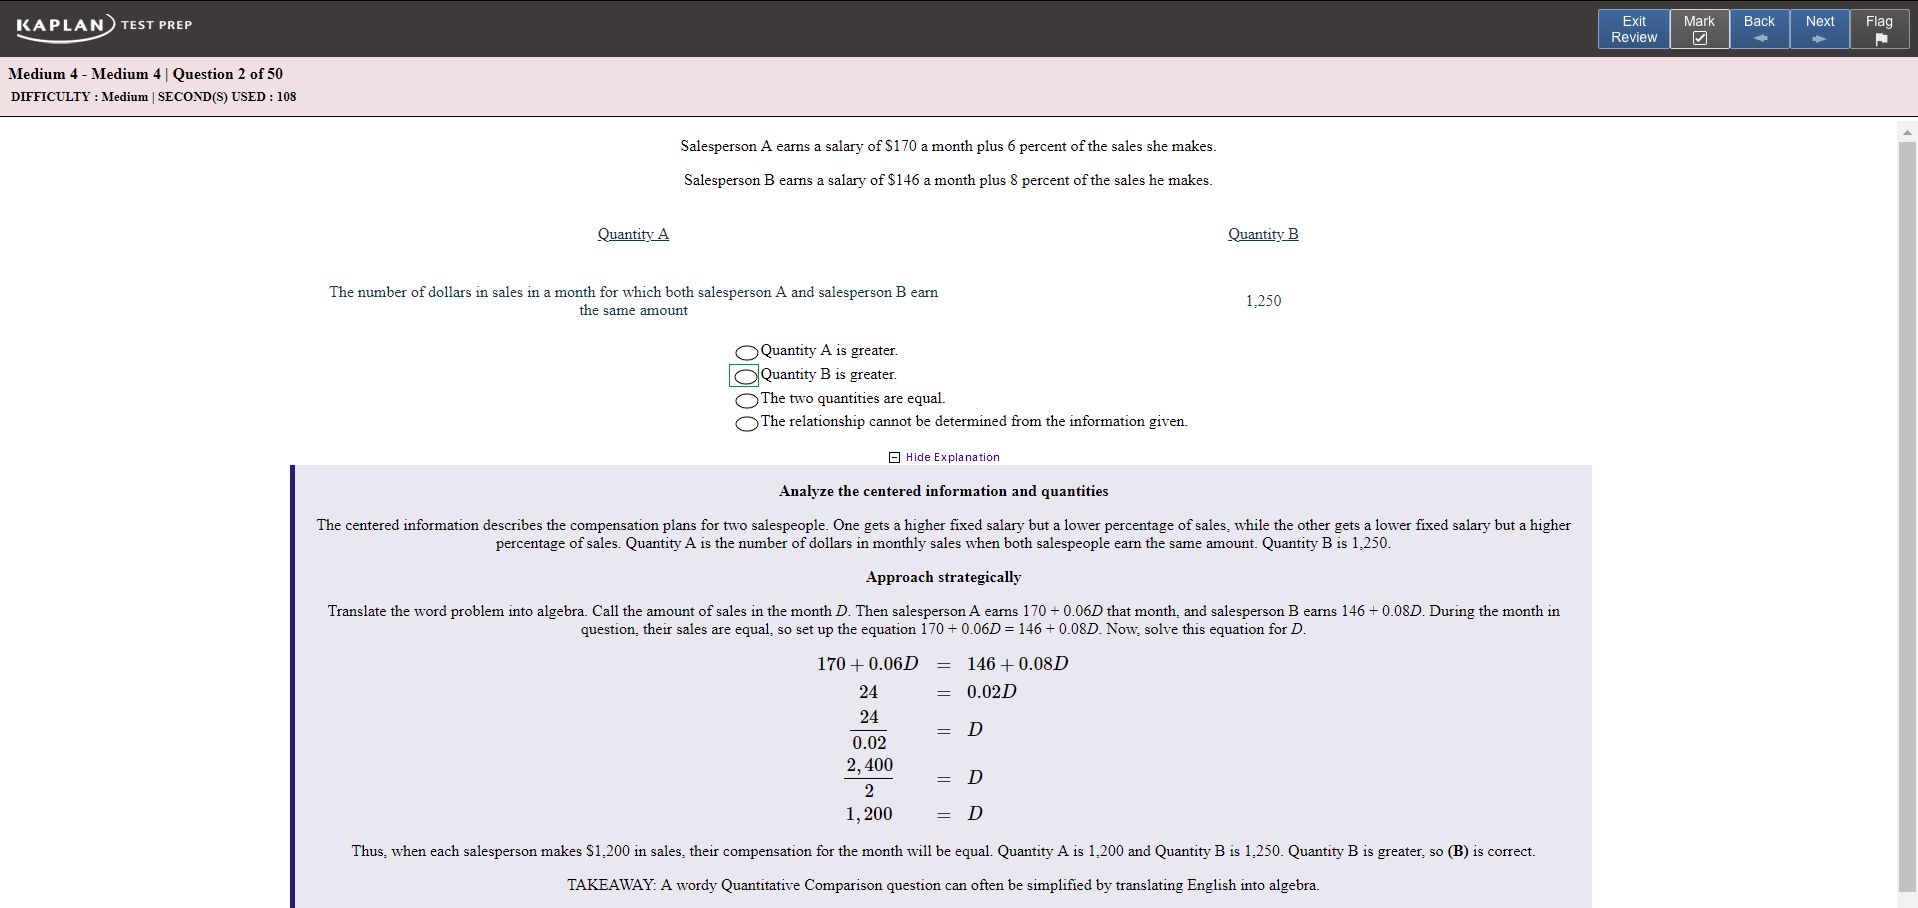 KAPLAN TEST PREP
Exit Review
Mark
Back
Next
Flag
Medium 4 - Medium 4 | Question 2 of 50
DIFFICULTY : Medium | SECOND(S) USED : 108
Salesperson A earns a salary of $170 a month plus 6 percent of the sales she makes.
Salesperson B earns a salary of $146 a month plus 8 percent of the sales he makes.
Quantity A
Quantity B
The number of dollars in sales in a month for which both salesperson A and salesperson B earn
the same amount
1,250
Quantity A is greater.
Quantity B is greater.
The two quantities are equal.
The relationship cannot be determined from the information given.
Hide Explanation
Analyze the centered information and quantities
The centered information describes the compensation plans for two salespeople. One gets a higher fixed salary but a lower percentage of sales, while the other gets a lower fixed salary but a higher
percentage of sales. Quantity A is the number of dollars in monthly sales when both salespeople earn the same amount. Quantity B is 1,250.
Approach strategically
Translate the word problem into algebra. Call the amount of sales in the month D. Then salesperson A earns 170 + 0.06D that month, and salesperson B earns 146 + 0.08D. During the month in
question, their sales are equal, so set up the equation 170 + 0.06D = 146 + 0.08D. Now, solve this equation for D.
170 + 0.06D = 146 + 0.08D
24 = 0.02D
24
0.02
= D
2,400
2
= D
1,200 = D
Thus, when each salesperson makes $1,200 in sales, their compensation for the month will be equal. Quantity A is 1,200 and Quantity B is 1,250. Quantity B is greater, so (B) is correct.
TAKEAWAY: A wordy Quantitative Comparison question can often be simplified by translating English into algebra.